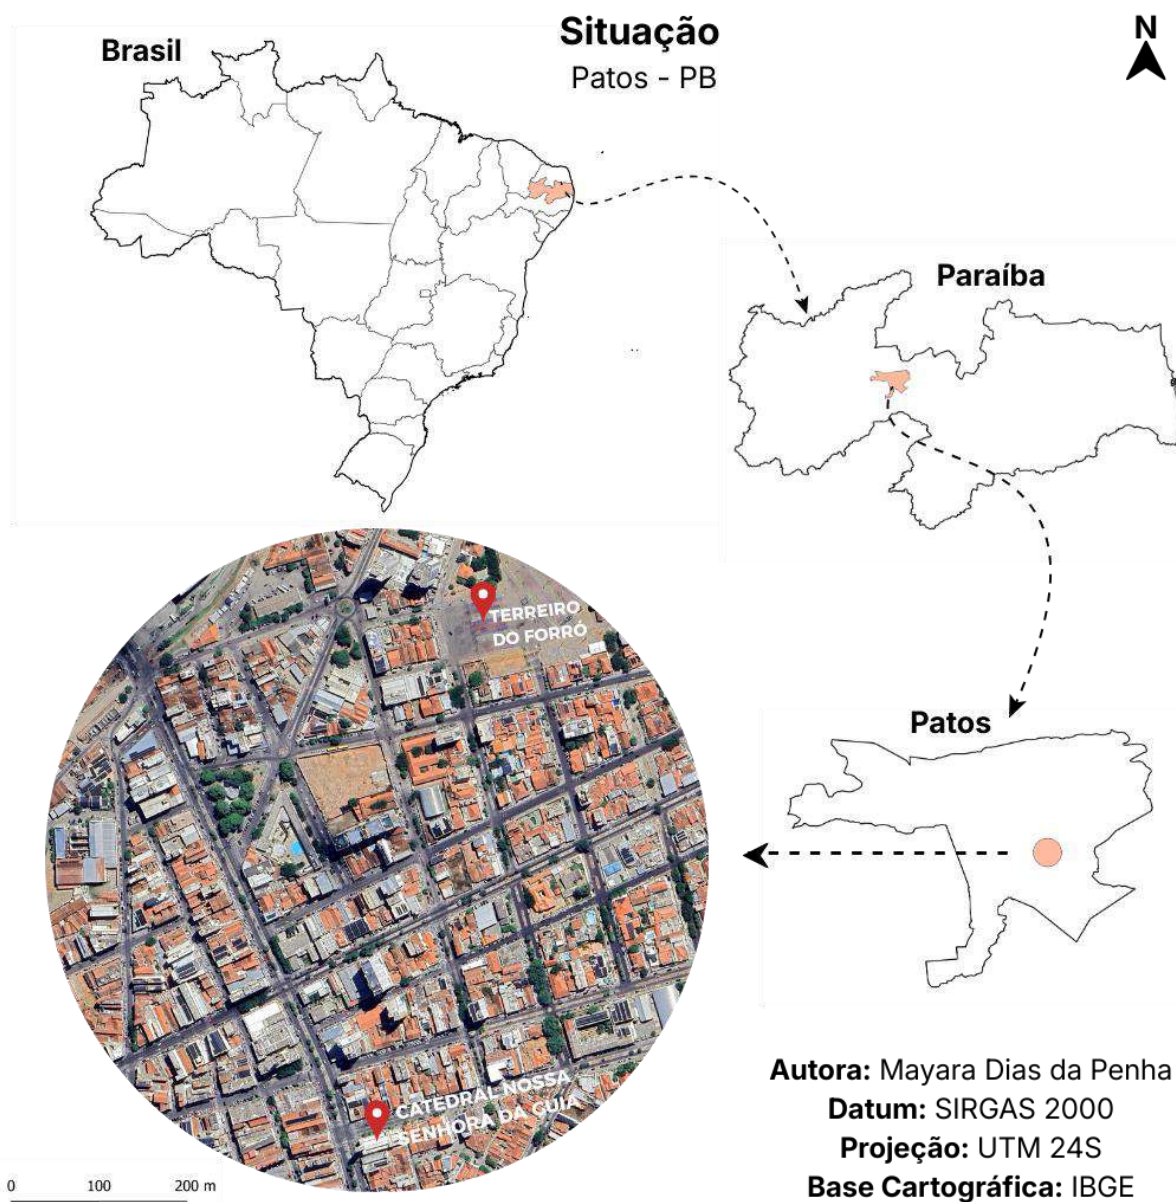 Situação
Patos - PB
N
Brasil
Paraíba
TERREIRO
DO FORRÓ
Patos
CATEDRAL NOSSA
SENHORA DA GUIA
Autora: Mayara Dias da Penha
Datum: SIRGAS 2000
Projeção: UTM 24S
Base Cartográfica: IBGE
0 100 200 m